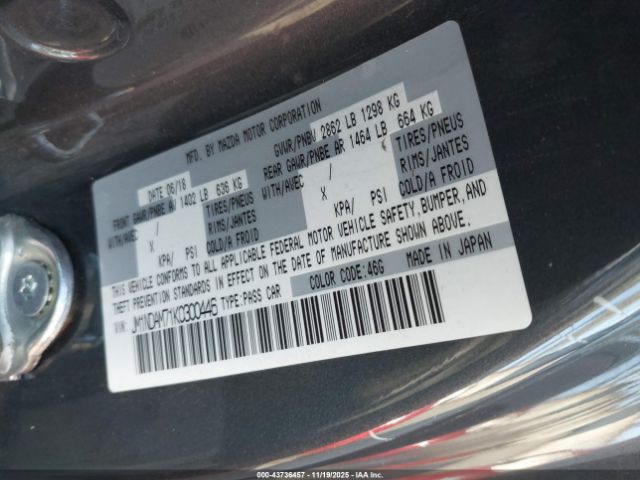 MFD. BY MAZDA MOTOR CORPORATION
DATE 06/18
GVWR/PNBV 2862 LB 1298 KG
FRONT GAWR/PNBE AV 1402 LB 636 KG
REAR GAWR/PNBE AR 1464 LB 664 KG
WITH/AVEC / TIRES/PNEUS
X RIMS/JANTES
KPA/ PSI COLD/A FROID
WITH/AVEC / TIRES/PNEUS
X RIMS/JANTES
KPA/ PSI COLD/A FROID
THIS VEHICLE CONFORMS TO ALL APPLICABLE FEDERAL MOTOR VEHICLE SAFETY, BUMPER, AND
THEFT PREVENTION STANDARDS IN EFFECT ON THE DATE OF MANUFACTURE SHOWN ABOVE.
VIN: JM1NDAM71K0300446 TYPE:PASS CAR
COLOR CODE:46G
MADE IN JAPAN
000-43736457 - 11/19/2025 - IAA Inc.